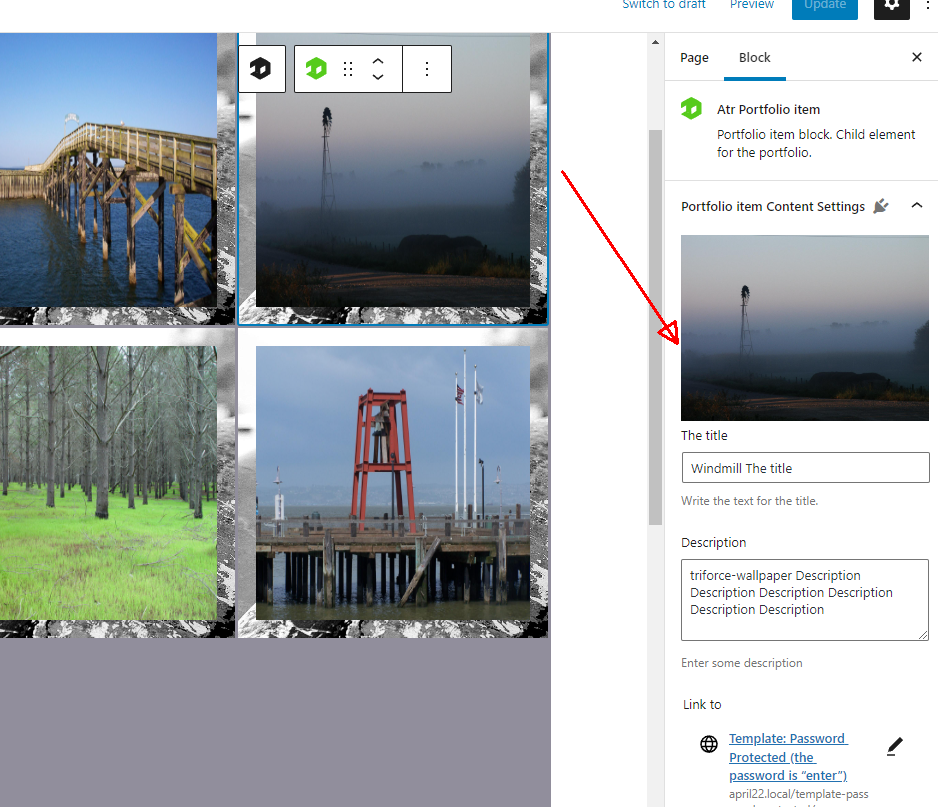 Switch to draft
Preview
Update
Page
Block
Atr Portfolio item
Portfolio item block. Child element
for the portfolio.
Portfolio item Content Settings
The title
Windmill The title
Write the text for the title.
Description
triforce-wallpaper Description
Description Description Description
Description Description
Enter some description
Link to
Template: Password
Protected (the
password is “enter”)
april22.local/template-pass